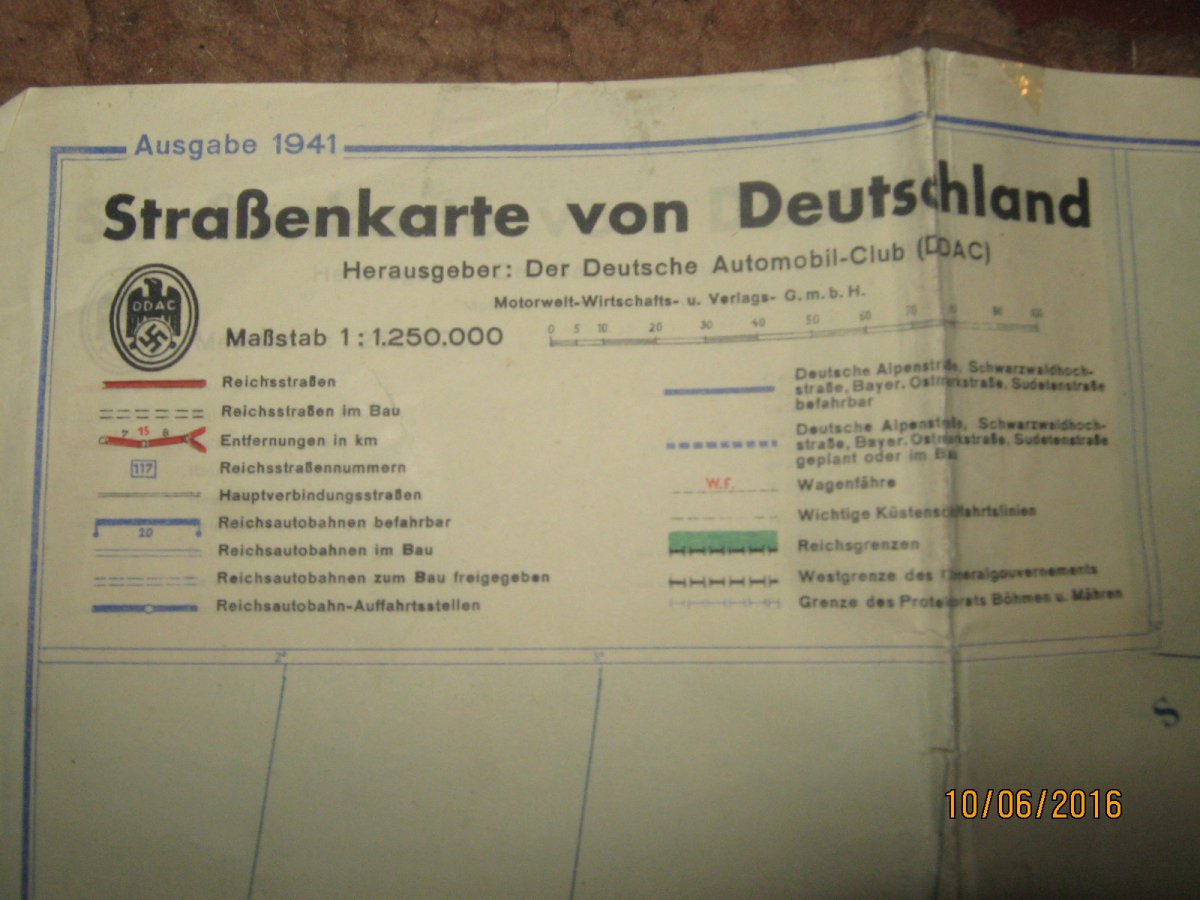 Ausgabe 1941
Straßenkarte von Deutschland
Herausgeber: Der Deutsche Automobil-Club (DDAC)
Motorwelt-Wirtschafts- u. Verlags- G.m.b.H.
DDAC
Maßstab 1:1.250.000
0 5 10 20 30 40 50 60 70 80 90 100
Reichsstraßen
Reichsstraßen im Bau
7 15 8
Entfernungen in km
117
Reichsstraßennummern
Hauptverbindungsstraßen
Reichsautobahnen befahrbar
20
Reichsautobahnen im Bau
Reichsautobahnen zum Bau freigegeben
Reichsautobahn-Auffahrtsstellen
Deutsche Alpenstraße, Schwarzwaldhoch-
straße, Bayer. Ostmarkstraße, Sudetenstraße
befahrbar
Deutsche Alpenstraße, Schwarzwaldhoch-
straße, Bayer. Ostmarkstraße, Sudetenstraße
geplant oder im Bau
W.F.
Wagenfähre
Wichtige Küstenschiffahrtslinien
Reichsgrenzen
Westgrenze des Generalgouvernements
Grenze des Protektorats Böhmen u. Mähren
2°
3°
S
10/06/2016